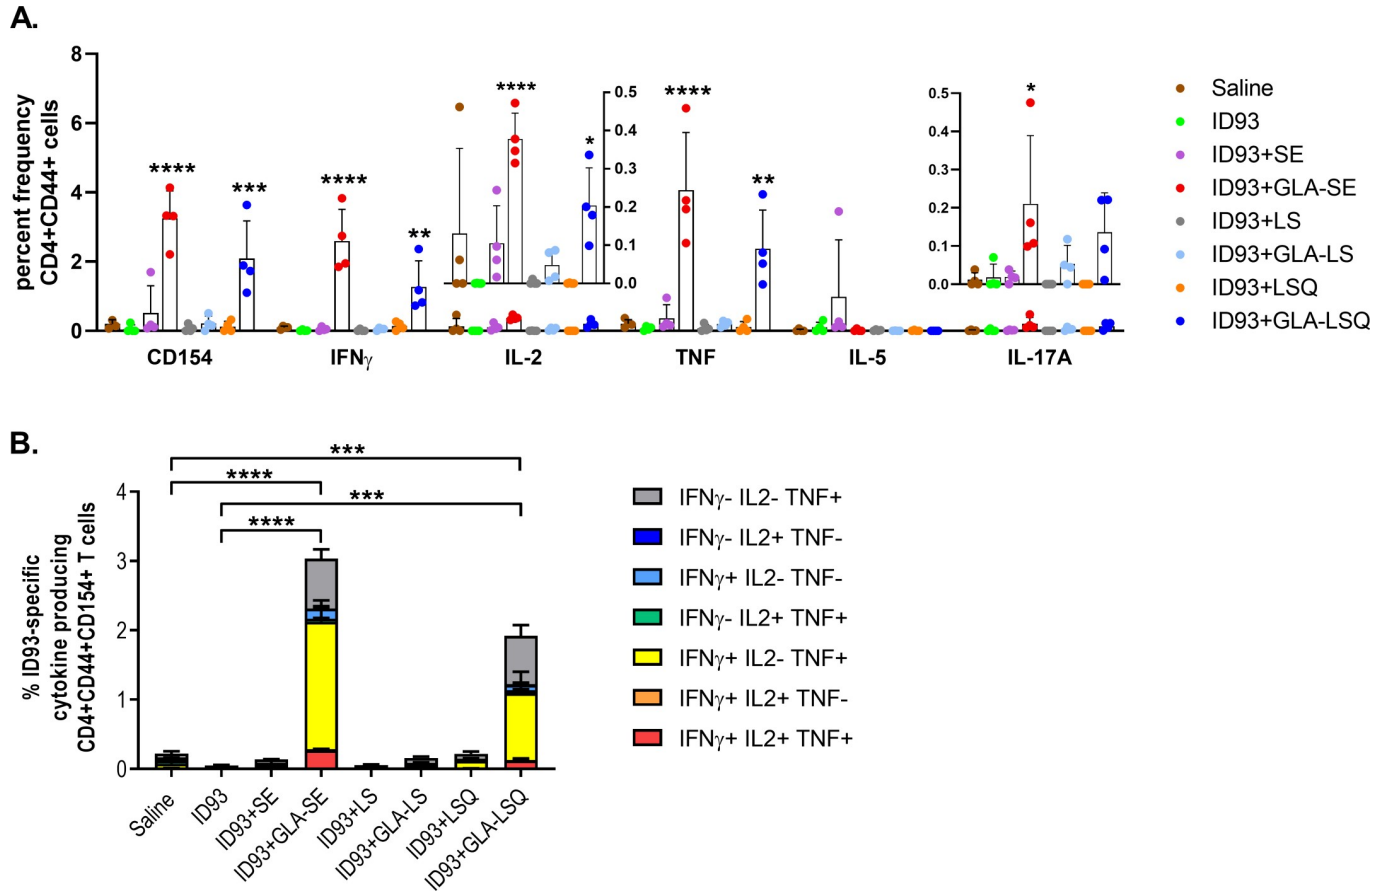 A.
percent frequency
CD4+CD44+ cells
8
6
4
2
0
****
***
****
**
****
*
0.5
0.4
0.3
0.2
0.1
0.0
****
**
0.5
0.4
0.3
0.2
0.1
0.0
*
CD154
IFNγ
IL-2
TNF
IL-5
IL-17A
Saline
ID93
ID93+SE
ID93+GLA-SE
ID93+LS
ID93+GLA-LS
ID93+LSQ
ID93+GLA-LSQ
B.
% ID93-specific
cytokine producing
CD4+CD44+CD154+ T cells
4
3
2
1
0
***
****
***
****
Saline
ID93
ID93+SE
ID93+GLA-SE
ID93+LS
ID93+GLA-LS
ID93+LSQ
ID93+GLA-LSQ
IFNγ- IL2- TNF+
IFNγ- IL2+ TNF-
IFNγ+ IL2- TNF-
IFNγ- IL2+ TNF+
IFNγ+ IL2- TNF+
IFNγ+ IL2+ TNF-
IFNγ+ IL2+ TNF+